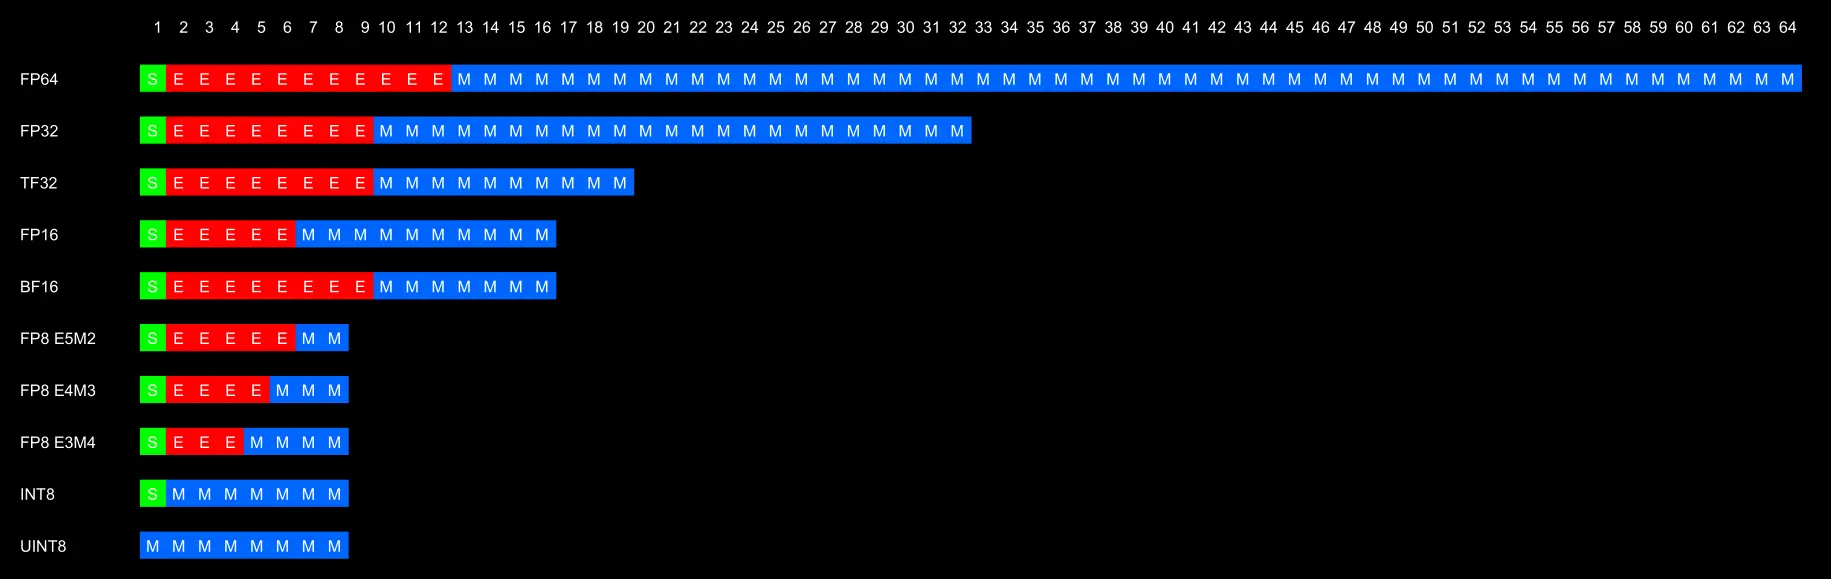 1 2 3 4 5 6 7 8 9 10 11 12 13 14 15 16 17 18 19 20 21 22 23 24 25 26 27 28 29 30 31 32 33 34 35 36 37 38 39 40 41 42 43 44 45 46 47 48 49 50 51 52 53 54 55 56 57 58 59 60 61 62 63 64
FP64 S E E E E E E E E E E E M M M M M M M M M M M M M M M M M M M M M M M M M M M M M M M M M M M M M M M M M M M M M M M M M M M M
FP32 S E E E E E E E E M M M M M M M M M M M M M M M M M M M M M M M
TF32 S E E E E E E E E M M M M M M M M M M
FP16 S E E E E E M M M M M M M M M M
BF16 S E E E E E E E E M M M M M M M
FP8 E5M2 S E E E E E M M
FP8 E4M3 S E E E E M M M
FP8 E3M4 S E E E M M M M
INT8 S M M M M M M M
UINT8 M M M M M M M M